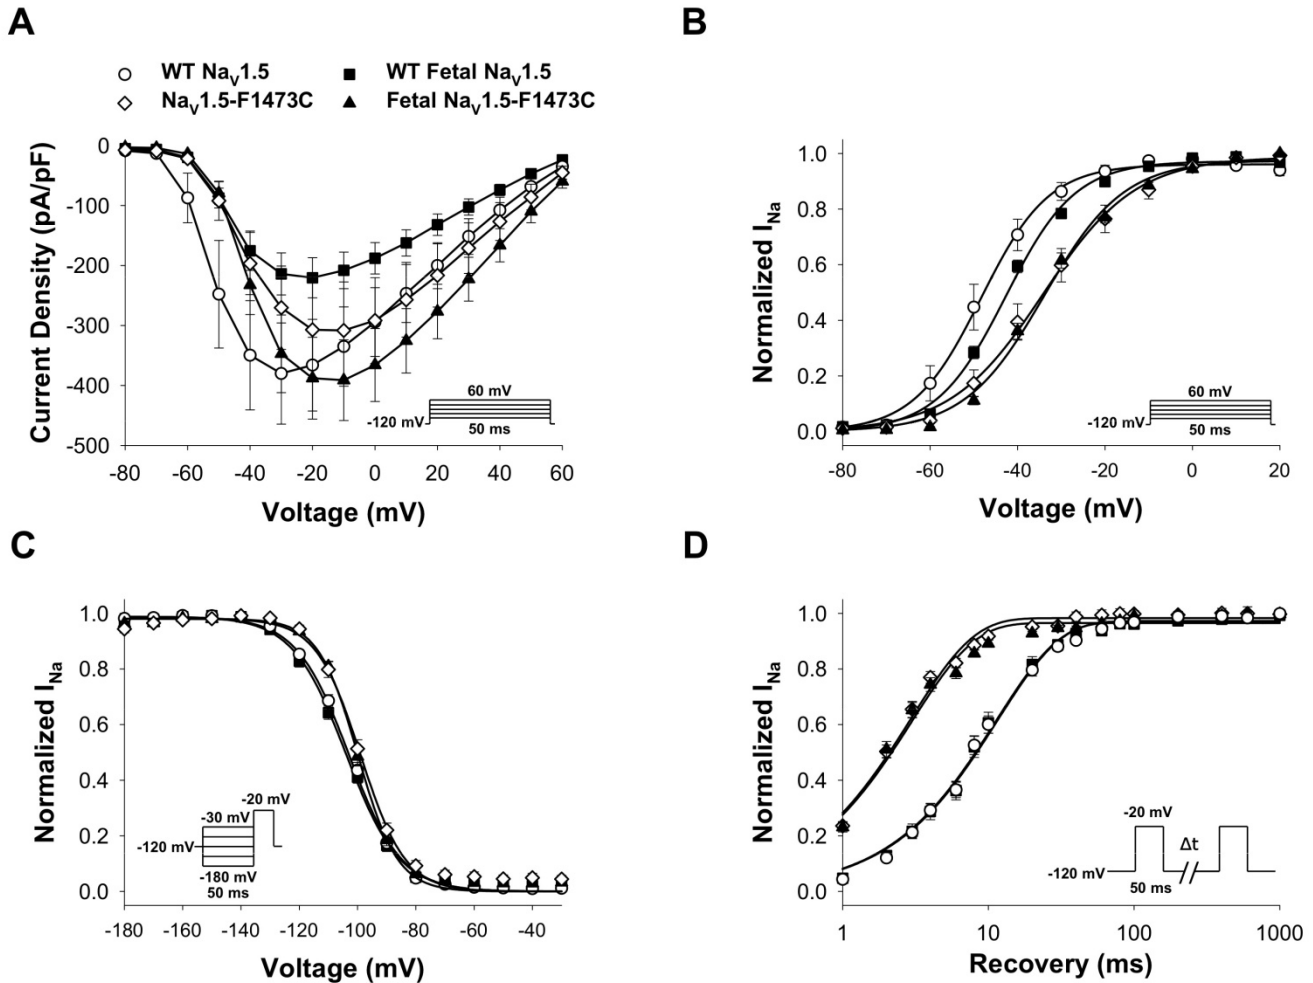 A
B
WT NaV1.5
WT Fetal NaV1.5
NaV1.5-F1473C
Fetal NaV1.5-F1473C
0
-100
-200
-300
-400
-500
Current Density (pA/pF)
-80 -60 -40 -20 0 20 40 60
Voltage (mV)
60 mV
-120 mV
50 ms
1.0
0.8
0.6
0.4
0.2
0.0
Normalized INa
-80 -60 -40 -20 0 20
Voltage (mV)
60 mV
-120 mV
50 ms
C
D
1.0
0.8
0.6
0.4
0.2
0.0
Normalized INa
-180 -160 -140 -120 -100 -80 -60 -40
Voltage (mV)
-20 mV
-30 mV
-120 mV
-180 mV
50 ms
1.0
0.8
0.6
0.4
0.2
0.0
Normalized INa
1 10 100 1000
Recovery (ms)
-20 mV
Δt
-120 mV
50 ms